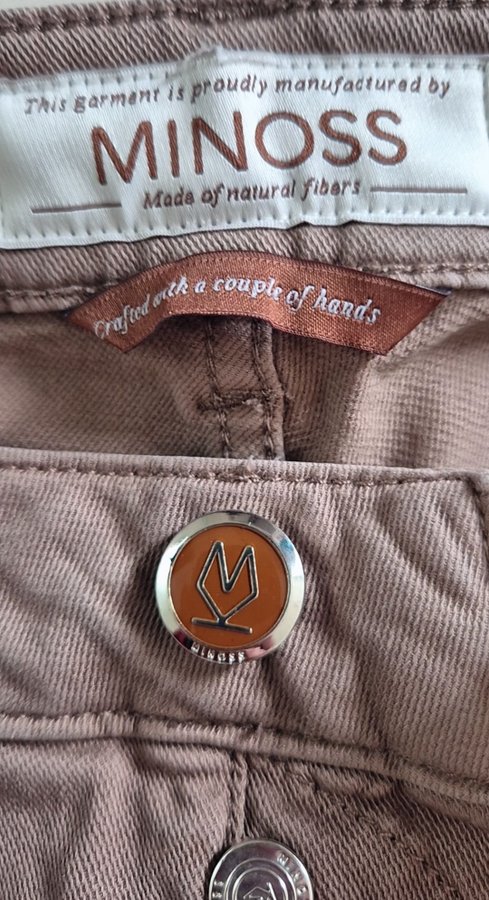 This garment is proudly manufactured by
MINOSS
Made of natural fibers
Crafted with a couple of hands
M
MINOSS